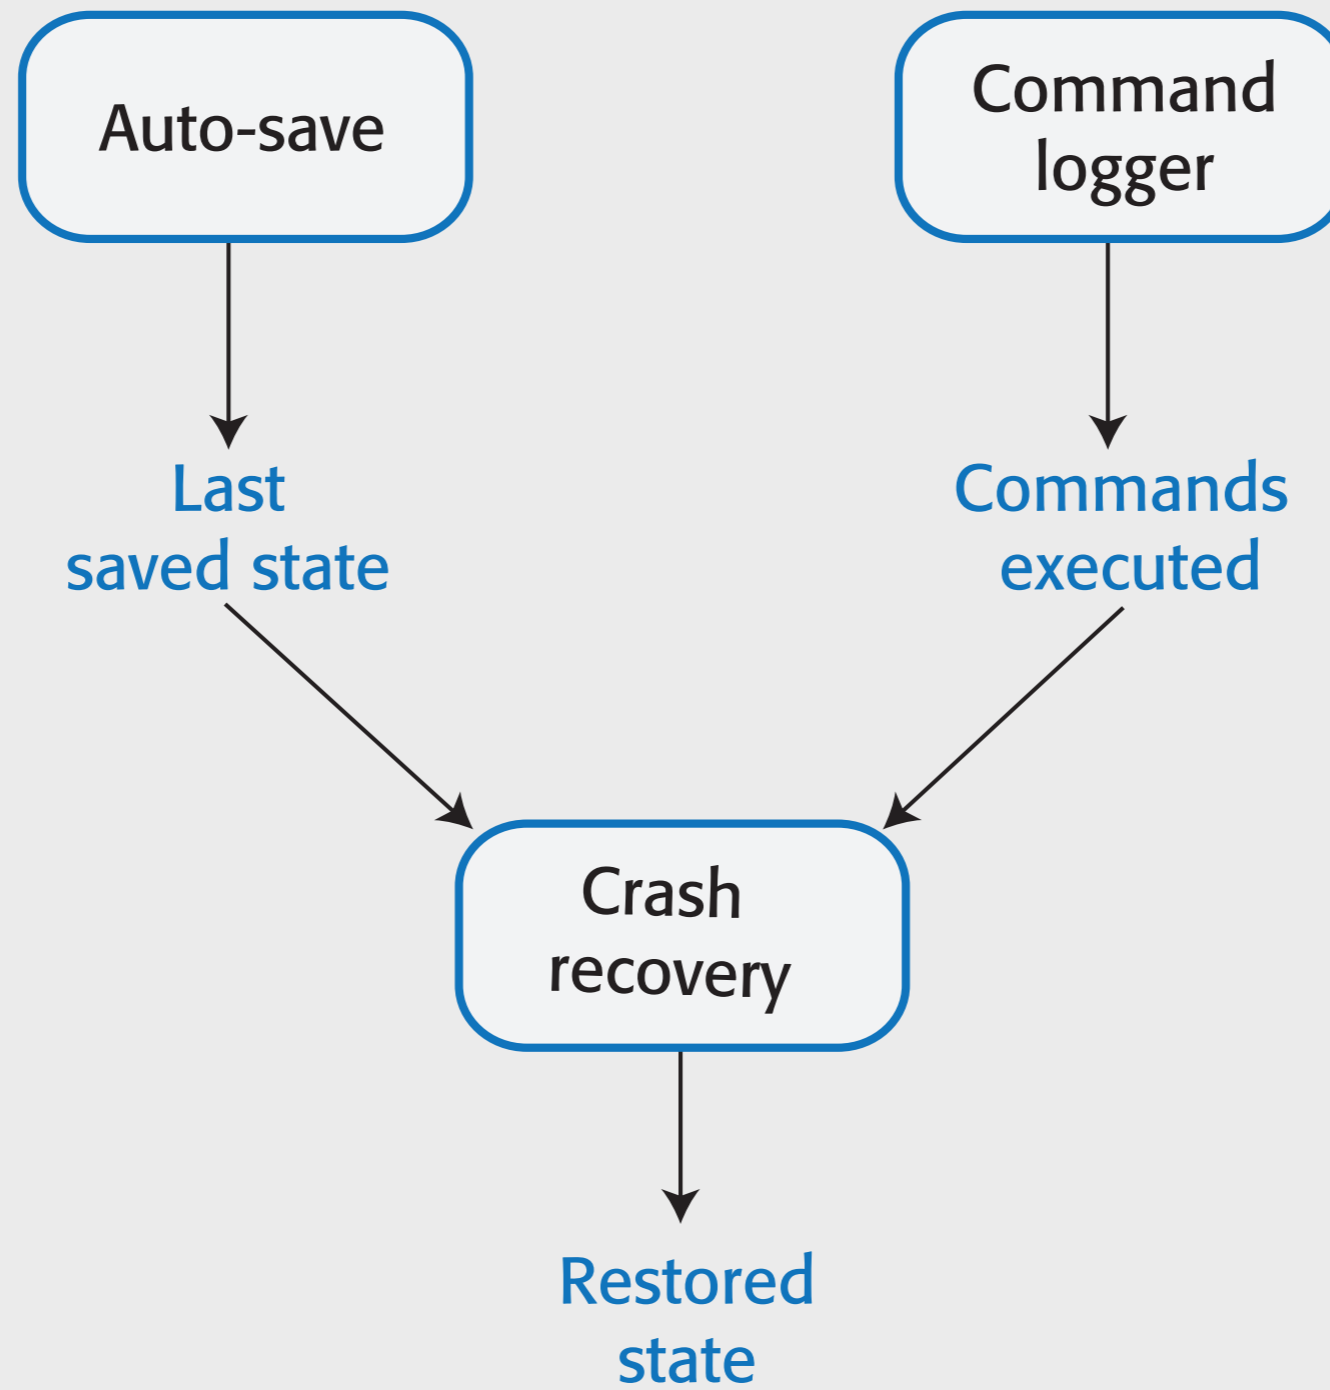 Auto-save
Command
logger
Last
saved state
Commands
executed
Crash
recovery
Restored
state